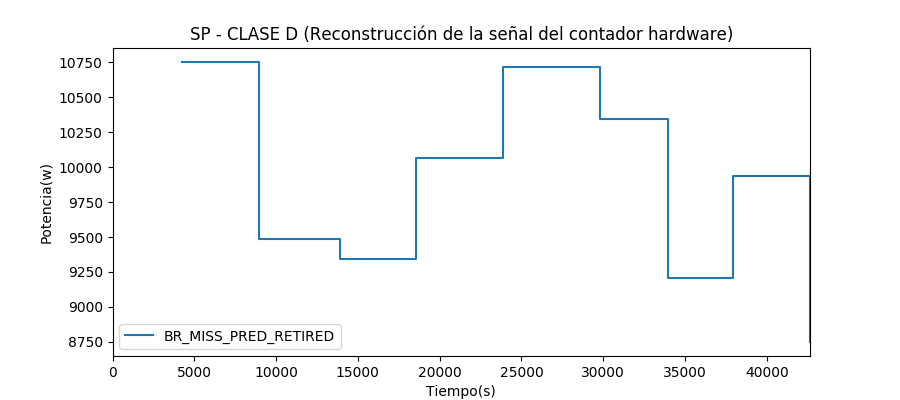 SP - CLASE D (Reconstrucción de la señal del contador hardware)
Potencia(w)
10750
10500
10250
10000
9750
9500
9250
9000
8750
BR_MISS_PRED_RETIRED
0 5000 10000 15000 20000 25000 30000 35000 40000
Tiempo(s)